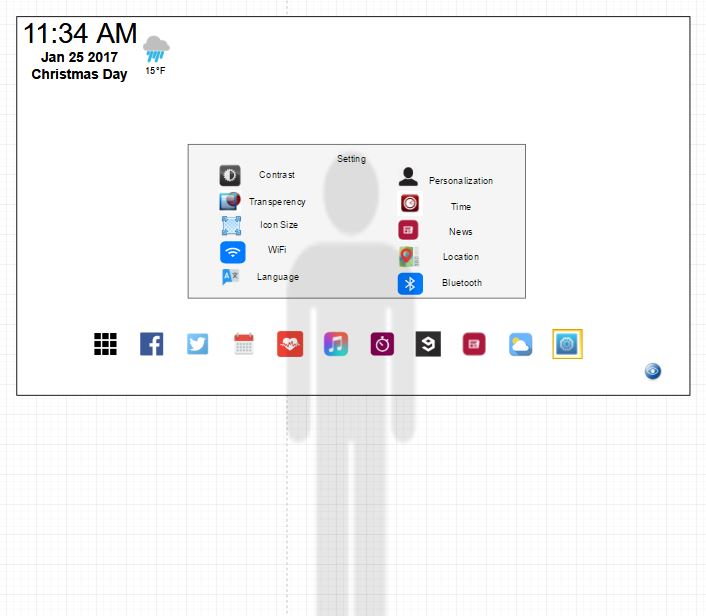 11:34 AM
Jan 25 2017
Christmas Day
15°F
Setting
Contrast
Transperency
Icon Size
WiFi
Language
Personalization
Time
News
Location
Bluetooth